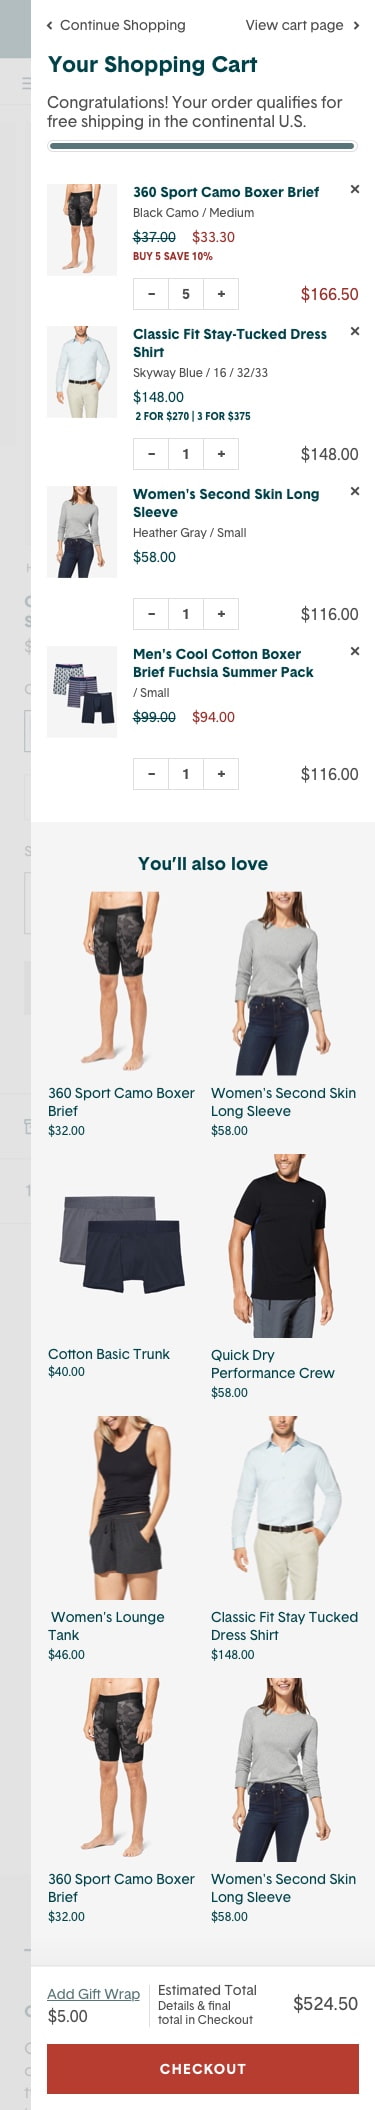 Continue Shopping
View cart page
Your Shopping Cart
Congratulations! Your order qualifies for
free shipping in the continental U.S.
360 Sport Camo Boxer Brief
Black Camo / Medium
$37.00 $33.30
BUY 5 SAVE 10%
- 5 +
$166.50
Classic Fit Stay-Tucked Dress
Shirt
Skyway Blue / 16 / 32/33
$148.00
2 FOR $270 | 3 FOR $375
- 1 +
$148.00
Women's Second Skin Long
Sleeve
Heather Gray / Small
$58.00
- 1 +
$116.00
Men's Cool Cotton Boxer
Brief Fuchsia Summer Pack
/ Small
$99.00 $94.00
- 1 +
$116.00
You'll also love
360 Sport Camo Boxer
Brief
$32.00
Women's Second Skin
Long Sleeve
$58.00
Cotton Basic Trunk
$40.00
Quick Dry
Performance Crew
$58.00
Women's Lounge
Tank
$46.00
Classic Fit Stay Tucked
Dress Shirt
$148.00
360 Sport Camo Boxer
Brief
$32.00
Women's Second Skin
Long Sleeve
$58.00
Add Gift Wrap
$5.00
Estimated Total
Details & final
total in Checkout
$524.50
CHECKOUT